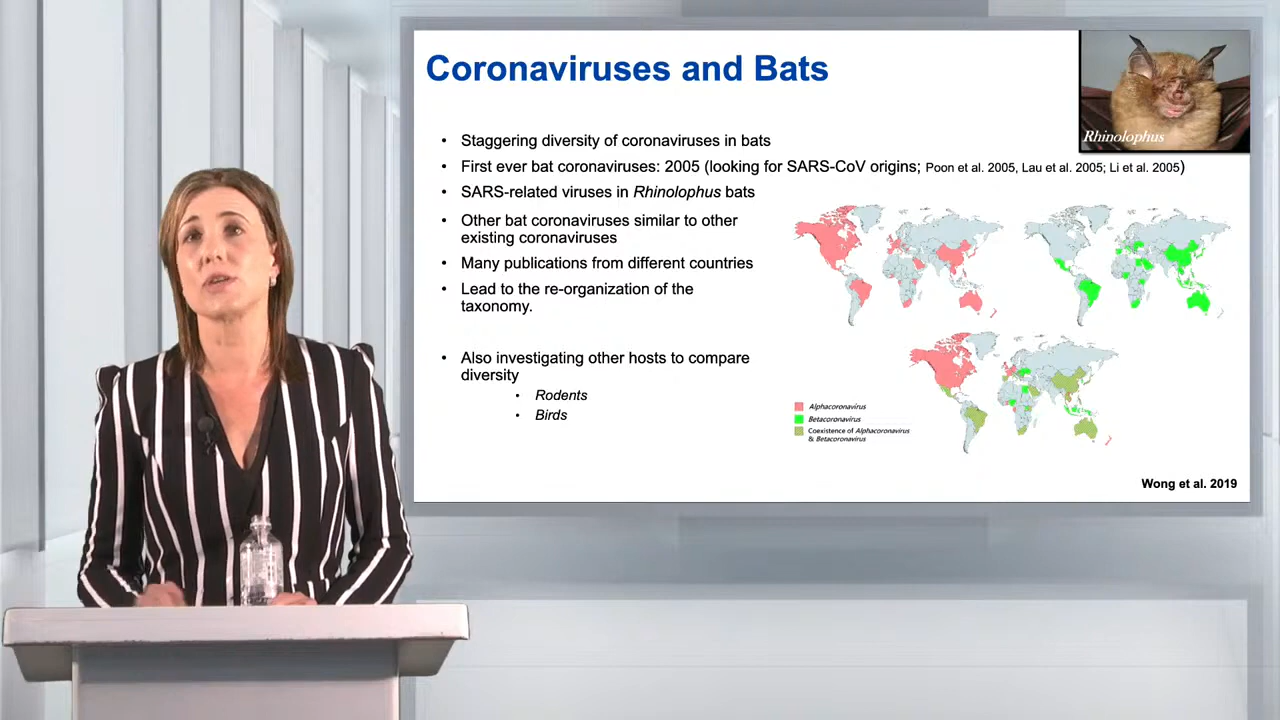 Coronaviruses and Bats
Rhinolophus
• Staggering diversity of coronaviruses in bats
• First ever bat coronaviruses: 2005 (looking for SARS-CoV origins; Poon et al. 2005, Lau et al. 2005; Li et al. 2005)
• SARS-related viruses in Rhinolophus bats
• Other bat coronaviruses similar to other
existing coronaviruses
• Many publications from different countries
• Lead to the re-organization of the
taxonomy.
• Also investigating other hosts to compare
diversity
• Rodents
• Birds
Alphacoronavirus
Betacoronavirus
Coexistence of Alphacoronavirus
& Betacoronavirus
Wong et al. 2019